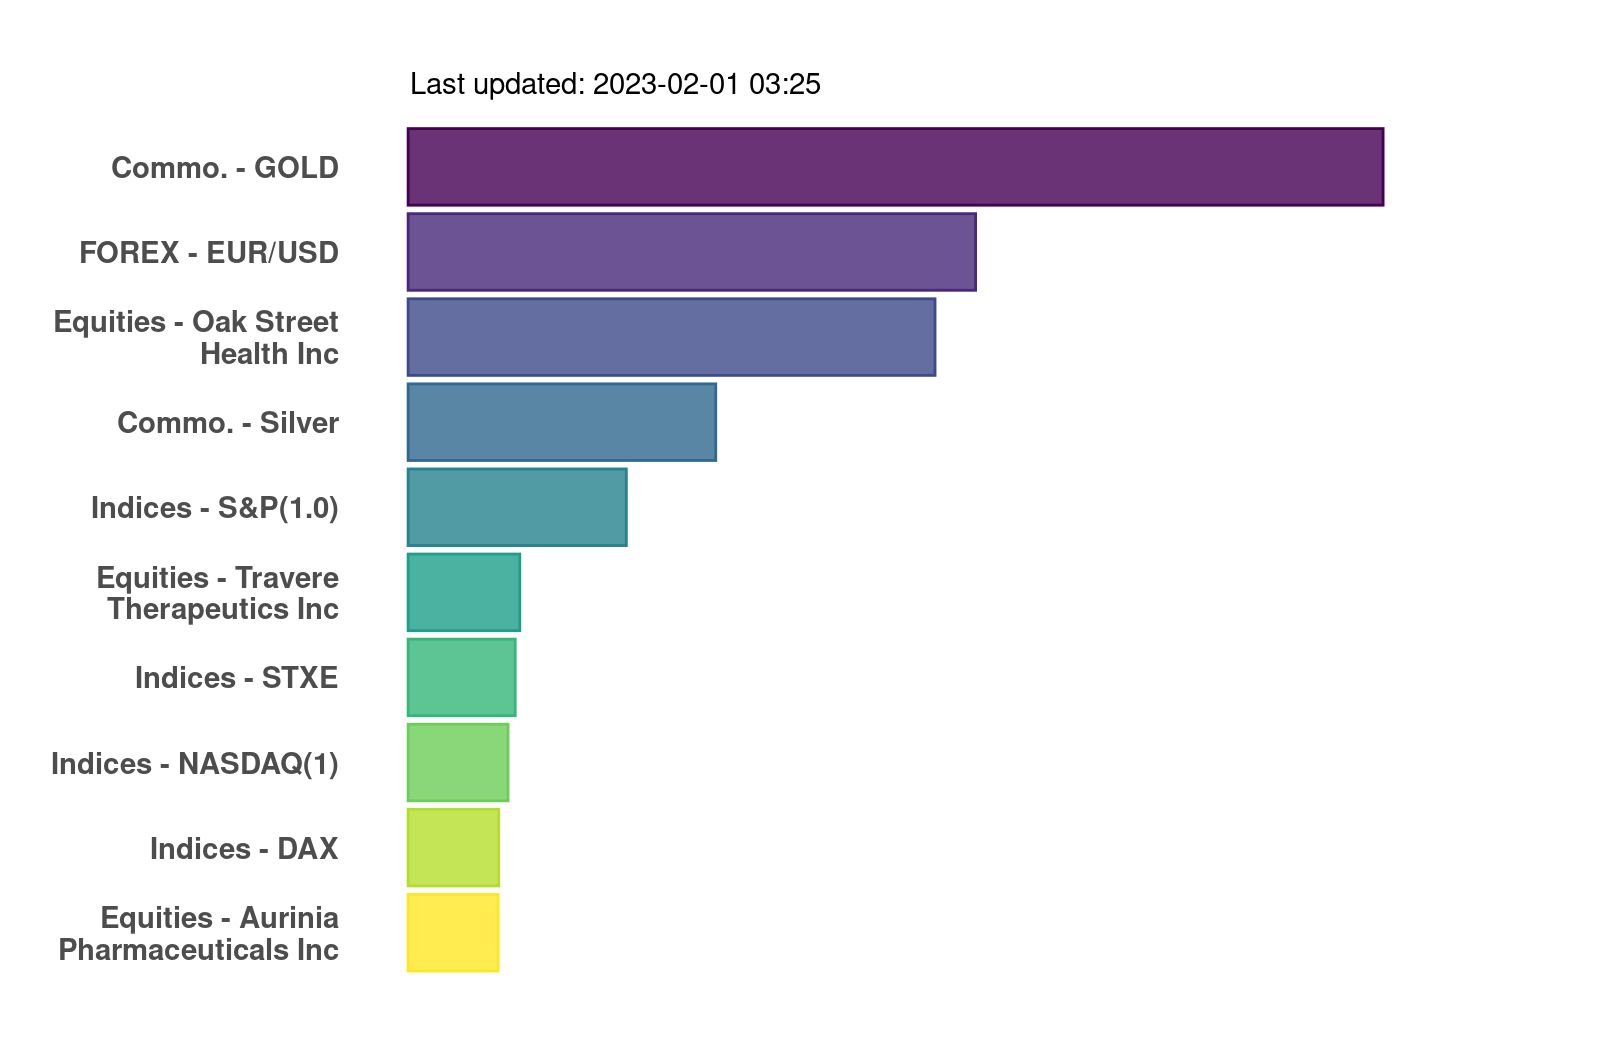 Last updated: 2023-02-01 03:25
Commo. - GOLD
FOREX - EUR/USD
Equities - Oak Street
Health Inc
Commo. - Silver
Indices - S&P(1.0)
Equities - Travere
Therapeutics Inc
Indices - STXE
Indices - NASDAQ(1)
Indices - DAX
Equities - Aurinia
Pharmaceuticals Inc